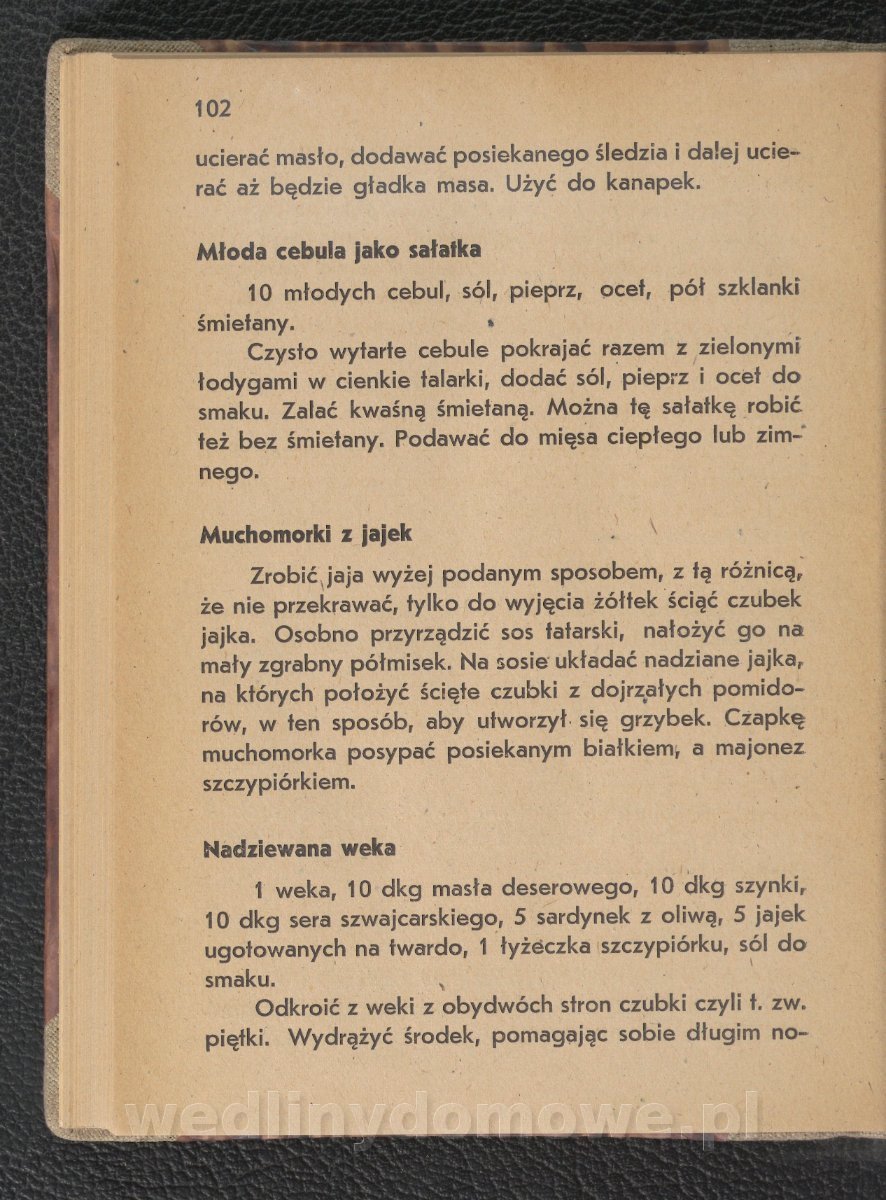 102
ucierać masło, dodawać posiekanego śledzia i dalej ucie-
rać aż będzie gładka masa. Użyć do kanapek.
Młoda cebula jako sałatka
10 młodych cebul, sól, pieprz, ocet, pół szklanki
śmietany.
Czysto wytarte cebule pokrajać razem z zielonymi
łodygami w cienkie talarki, dodać sól, pieprz i ocet do
smaku. Zalać kwaśną śmietaną. Można tę sałatkę robić
też bez śmietany. Podawać do mięsa ciepłego lub zim-
nego.
Muchomorki z jajek
Zrobić jaja wyżej podanym sposobem, z tą różnicą,
że nie przekrawać, tylko do wyjęcia żółtek ściąć czubek
jajka. Osobno przyrządzić sos tatarski, nałożyć go na
mały zgrabny półmisek. Na sosie układać nadziane jajka,
na których położyć ścięte czubki z dojrzałych pomido-
rów, w ten sposób, aby utworzył się grzybek. Czapkę
muchomorka posypać posiekanym białkiem, a majonez
szczypiórkiem.
Nadziewana weka
1 weka, 10 dkg masła deserowego, 10 dkg szynki,
10 dkg sera szwajcarskiego, 5 sardynek z oliwą, 5 jajek
ugotowanych na twardo, 1 łyżeczka szczypiórku, sól do
smaku.
Odkroić z weki z obydwóch stron czubki czyli t. zw.
piętki. Wydrążyć środek, pomagając sobie długim no-
wedlinydomowe.pl